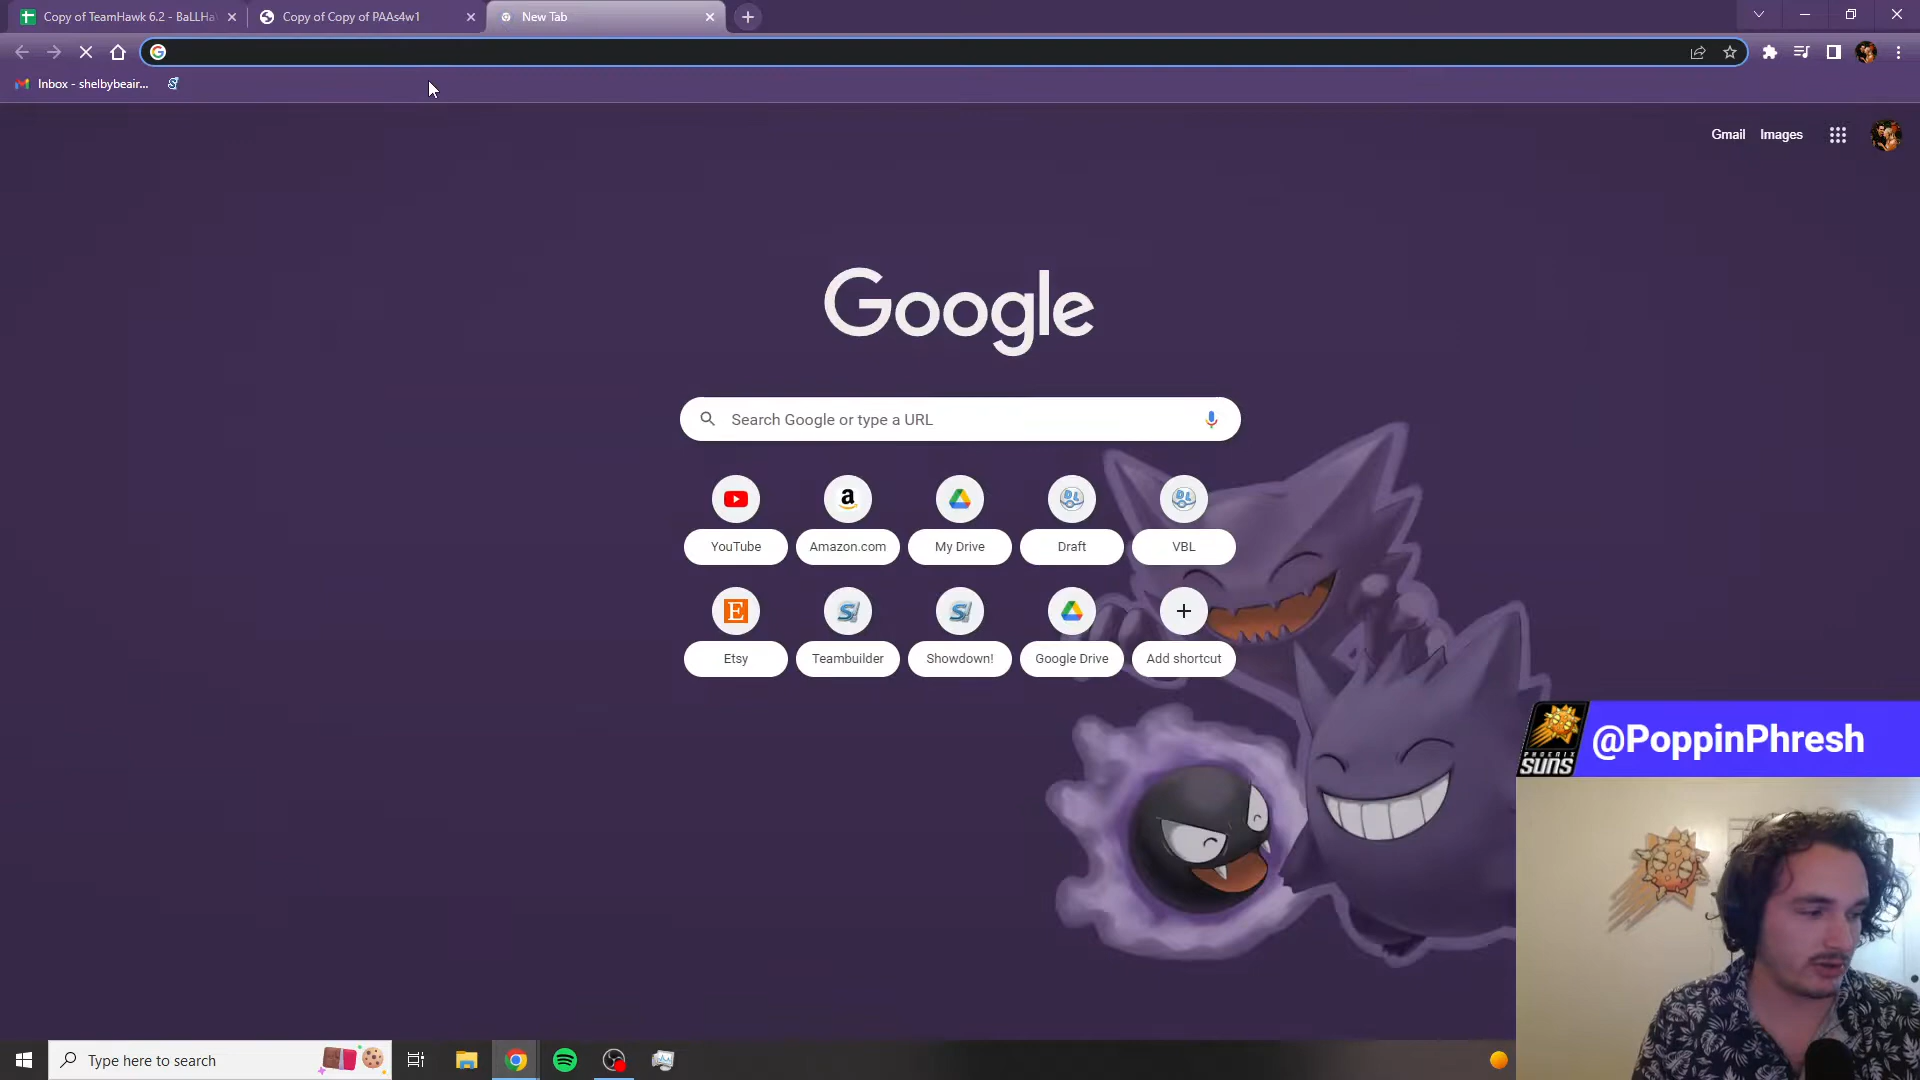 Copy of TeamHawk 6.2 - BaLLHa
Copy of Copy of PAAs4w1
New Tab
Inbox - shelbybeair...
Gmail
Images
Google
Search Google or type a URL
YouTube
Amazon.com
My Drive
Draft
VBL
Etsy
Teambuilder
Showdown!
Google Drive
Add shortcut
PHOENIX
SUNS
@PoppinPhresh
Type here to search